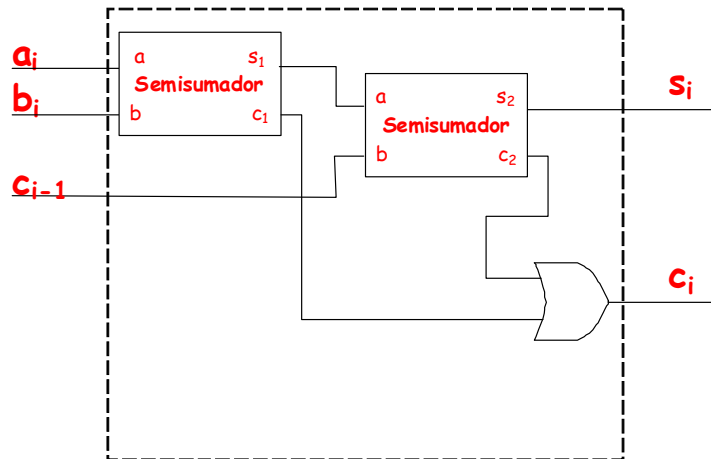 aᵢ
bᵢ
cᵢ₋₁
a s₁
Semisumador
b c₁
a s₂
Semisumador
b c₂
sᵢ
cᵢ